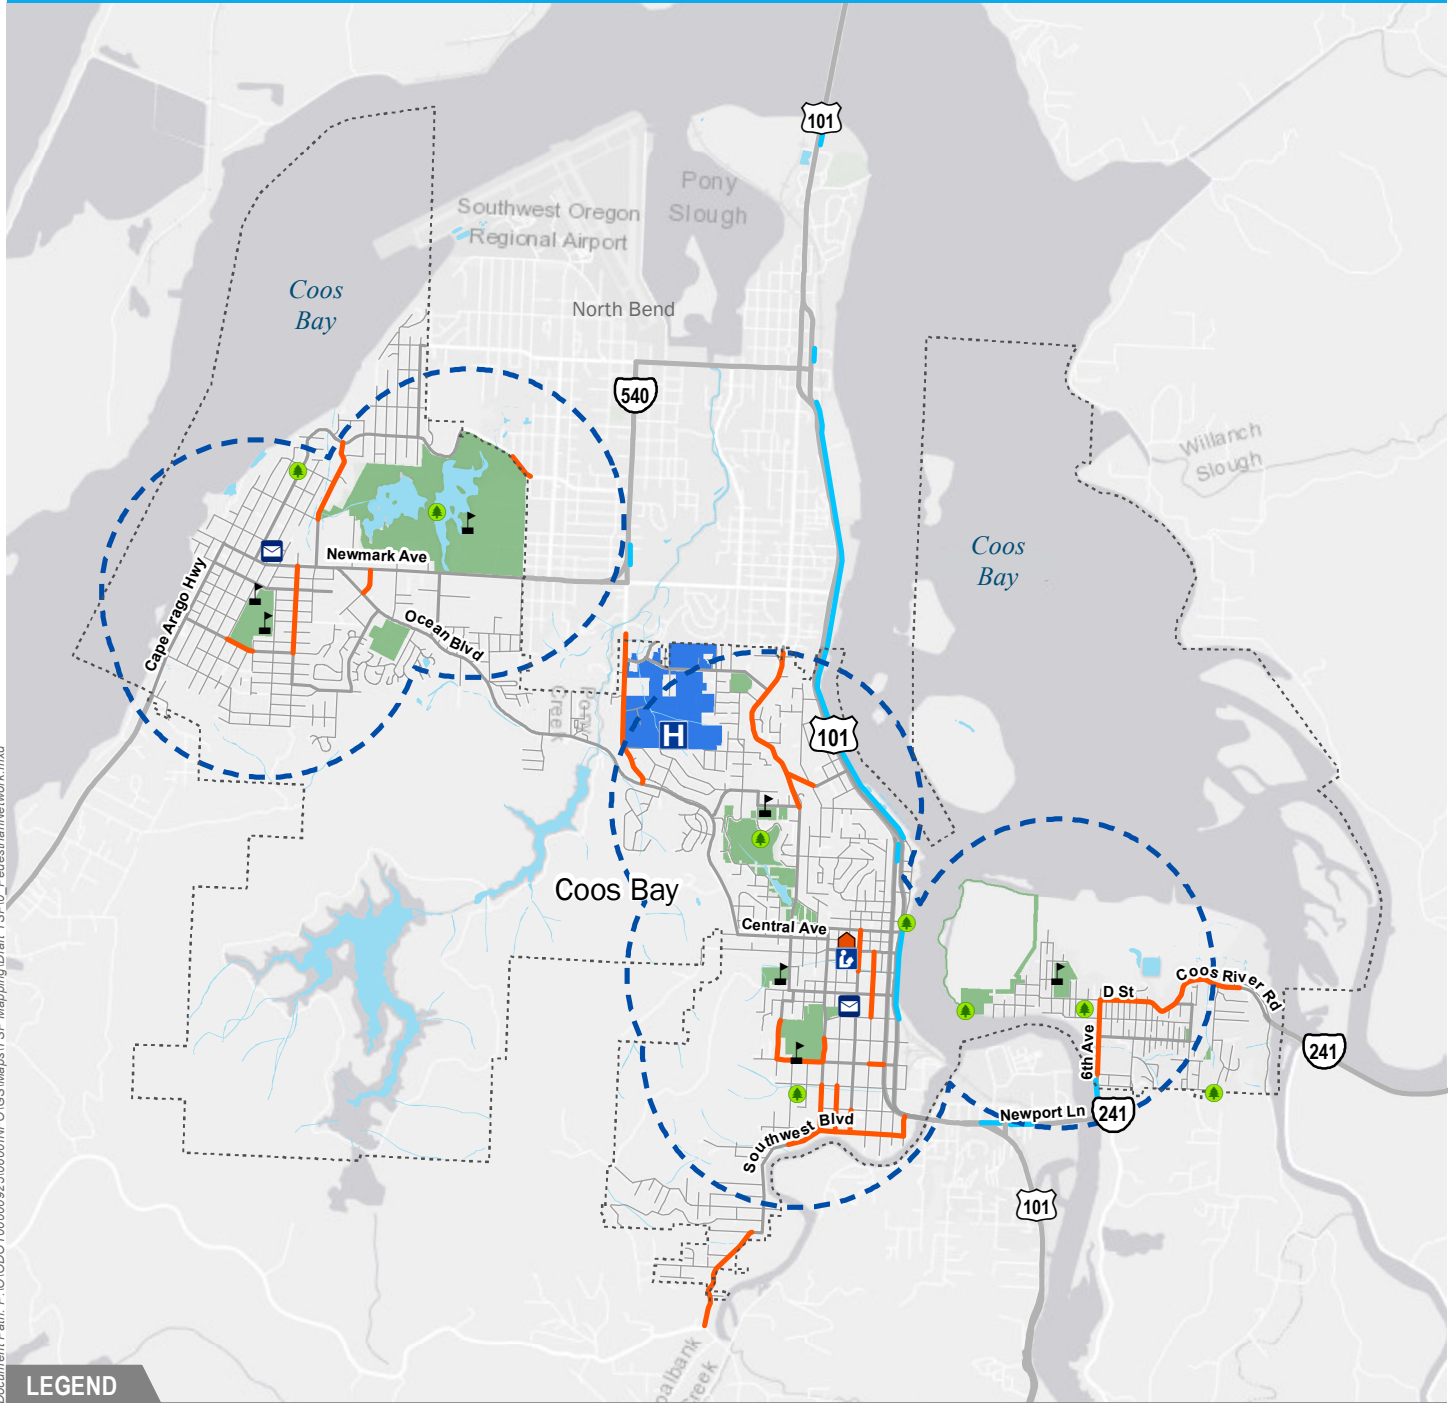 101
Pony
Slough
Southwest Oregon
Regional Airport
Coos
Bay
North Bend
540
Willanch
Slough
Coos
Bay
Newmark Ave
Cape Arago Hwy
Ocean Blvd
Pony
Creek
H
101
Coos Bay
Central Ave
Coos River Rd
D St
6th Ave
241
Newport Ln
241
Southwest Blvd
101
LEGEND